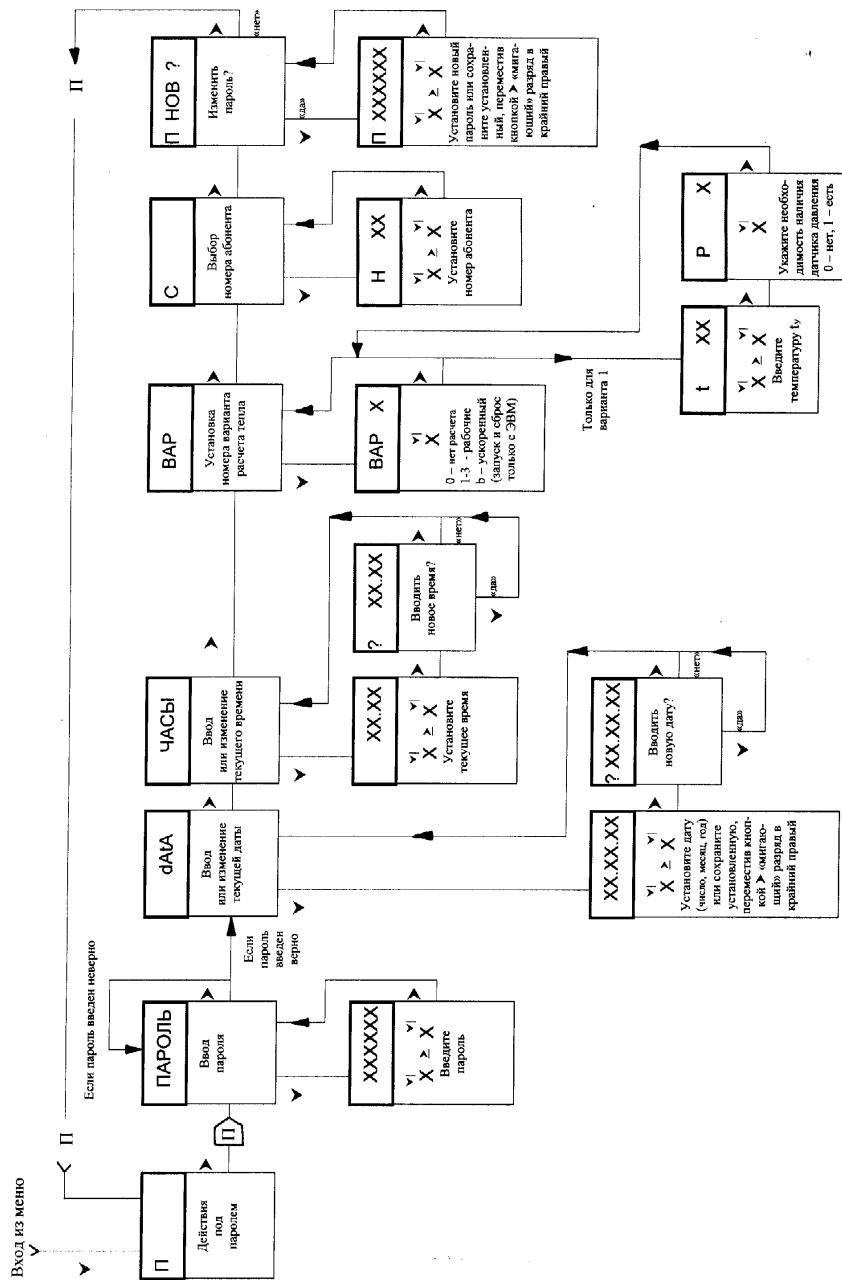 Вход из меню
П
Действия
под
паролем
П
П
Если пароль введен неверно
ПАРОЛЬ
Ввод
пароля
XXXXXX
X ≥ X
Введите
пароль
Если
пароль
введен
верно
dAtA
Ввод
или изменение
текущей даты
XX.XX.XX
X ≥ X
Установите дату
(число, месяц, год)
или сохраните
установленную,
переместив кноп-
кой > «мигаю-
щий» разряд в
крайний правый
? XX.XX.XX
Вводить
новую дату?
«нет»
«да»
ЧАСЫ
Ввод
или изменение
текущего времени
XX.XX
X ≥ X
Установите
текущее время
? XX.XX
Вводить
новое время?
«нет»
«да»
ВАР
Установка
номера варианта
расчета тепла
ВАР X
X
0 – нет расчета
1-3 - рабочие
b – ускоренный
(запуск и сброс
только с ЭВМ)
Только для
варианта 1
t XX
X ≥ X
Введите
температуру ty
P X
X
Укажите необхо-
димость наличия
датчика давления
0 – нет, 1 – есть
С
Выбор
номера абонента
Н XX
X ≥ X
Установите
номер абонента
П НОВ ?
Изменить
пароль?
«нет»
«да»
П XXXXXX
X ≥ X
Установите новый
пароль или сохра-
ните установлен-
ный, переместив
кнопкой > «мига-
ющий» разряд в
крайний правый
П